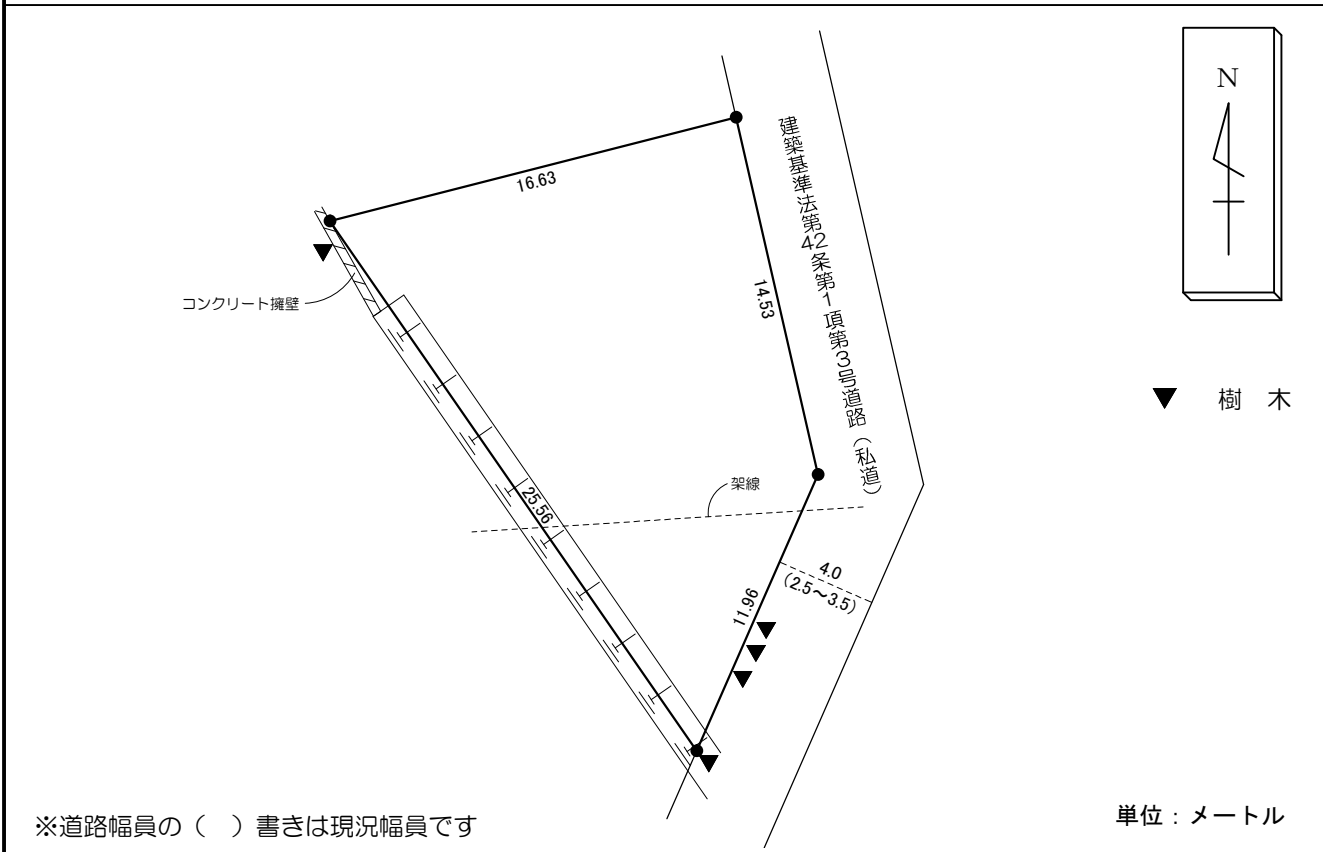 N
16.63
建築基準法第42条第1項第3号道路（私道）
コンクリート擁壁
14.53
▼ 樹 木
架線
25.56
4.0
(2.5～3.5)
11.96
※道路幅員の（ ）書きは現況幅員です
単位：メートル